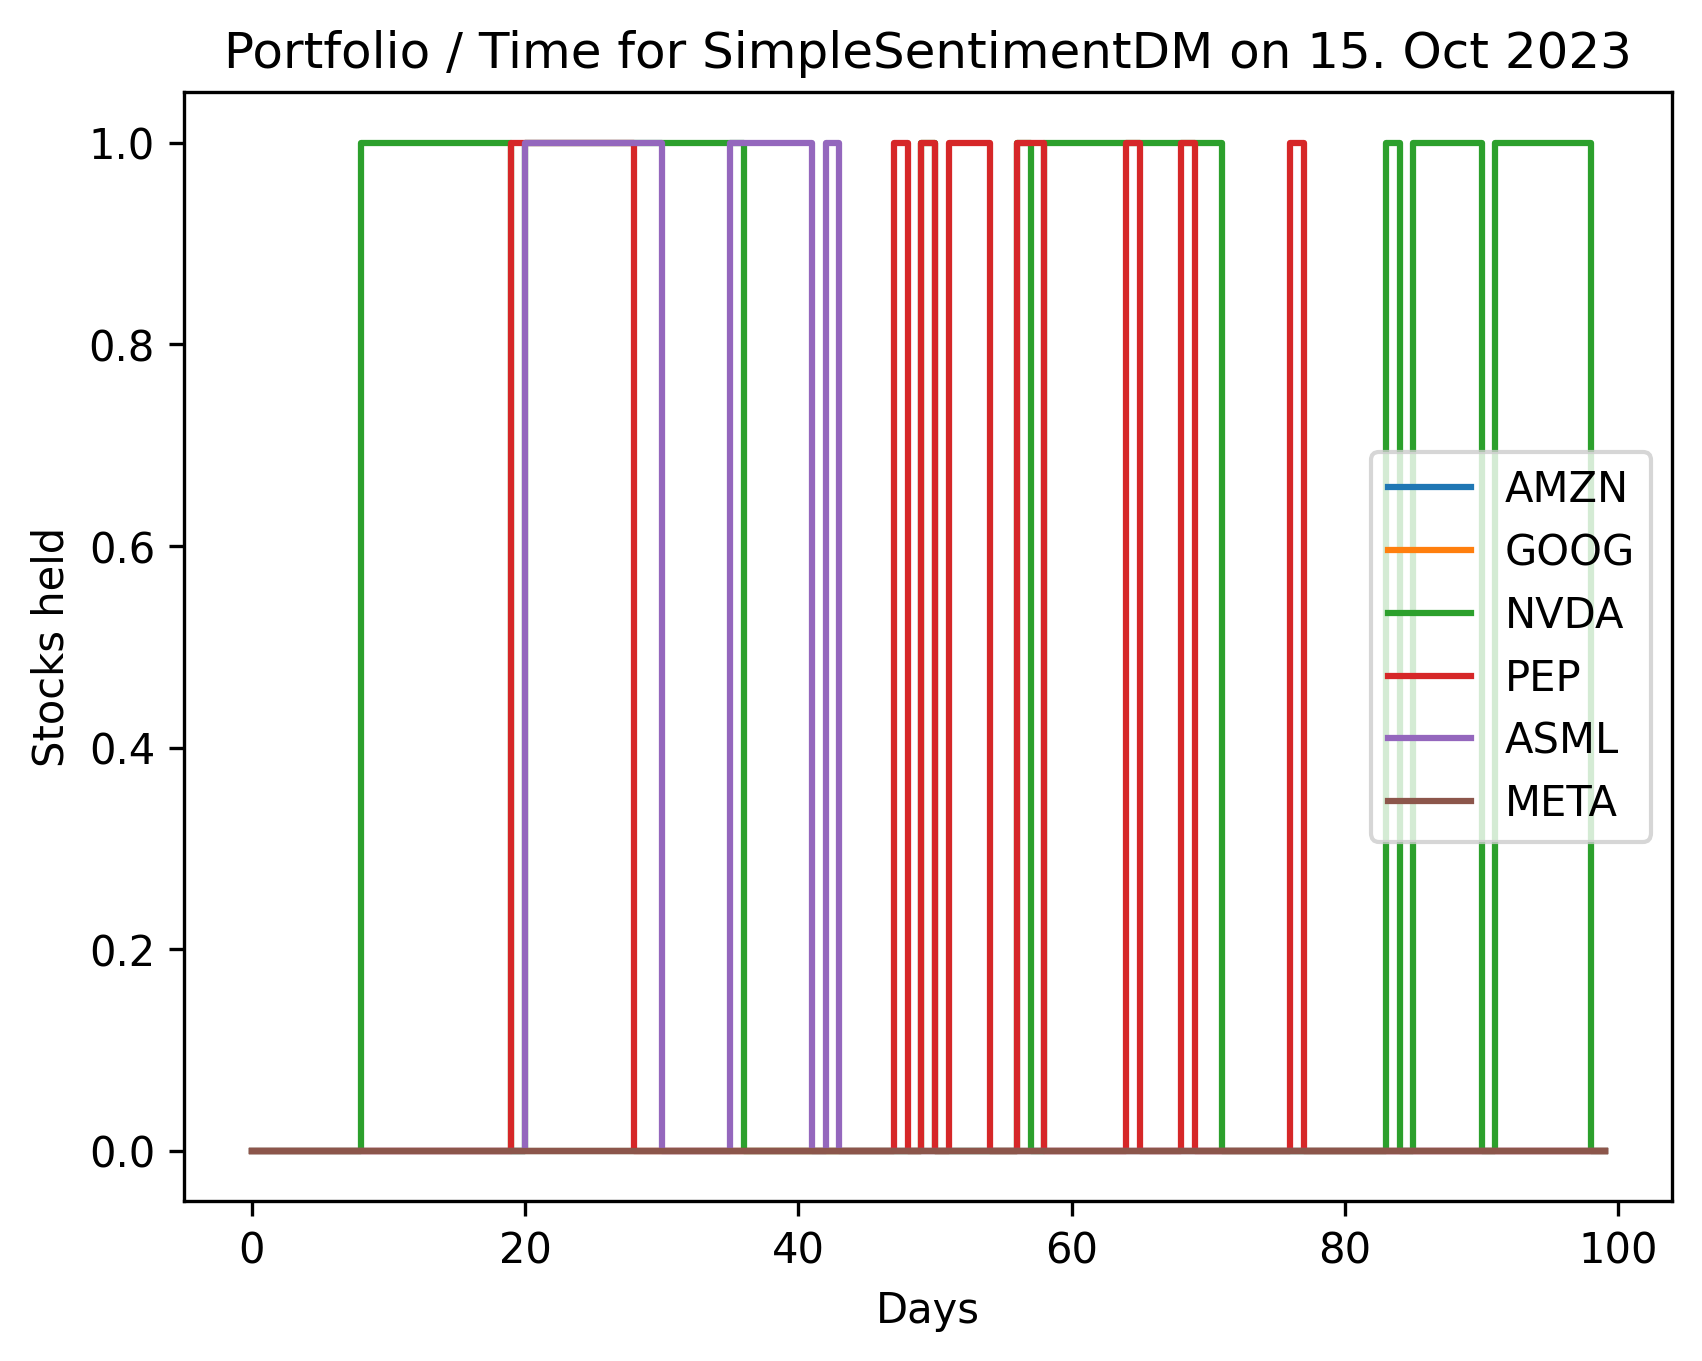 Portfolio / Time for SimpleSentimentDM on 15. Oct 2023
1.0
0.8
0.6
0.4
0.2
0.0
Stocks held
AMZN
GOOG
NVDA
PEP
ASML
META
0 20 40 60 80 100
Days